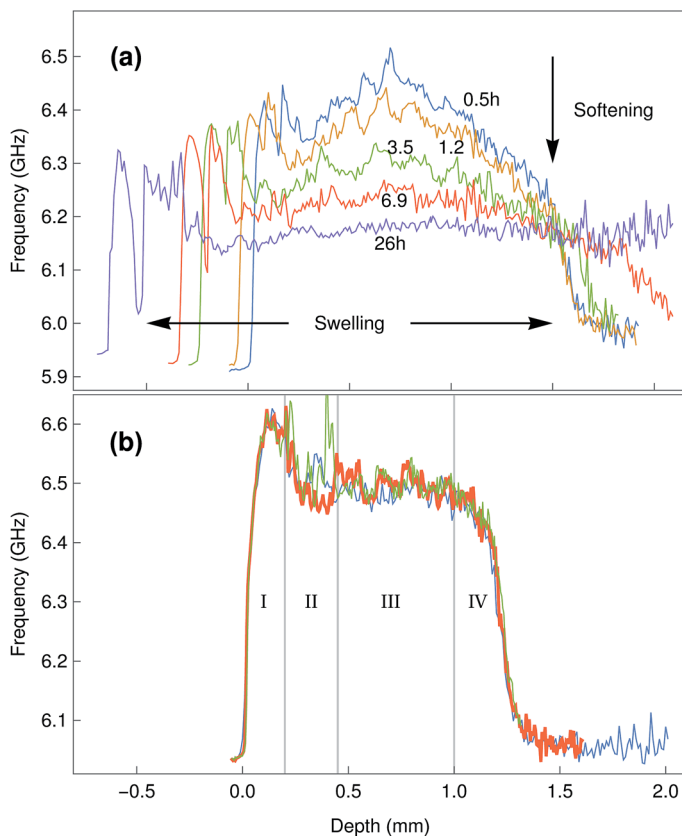 (a)
6.5
6.4
6.3
6.2
6.1
6.0
5.9
Frequency (GHz)
0.5h
Softening
3.5
1.2
6.9
26h
Swelling
(b)
6.6
6.5
6.4
6.3
6.2
6.1
Frequency (GHz)
I
II
III
IV
−0.5
0.0
0.5
1.0
1.5
2.0
Depth (mm)